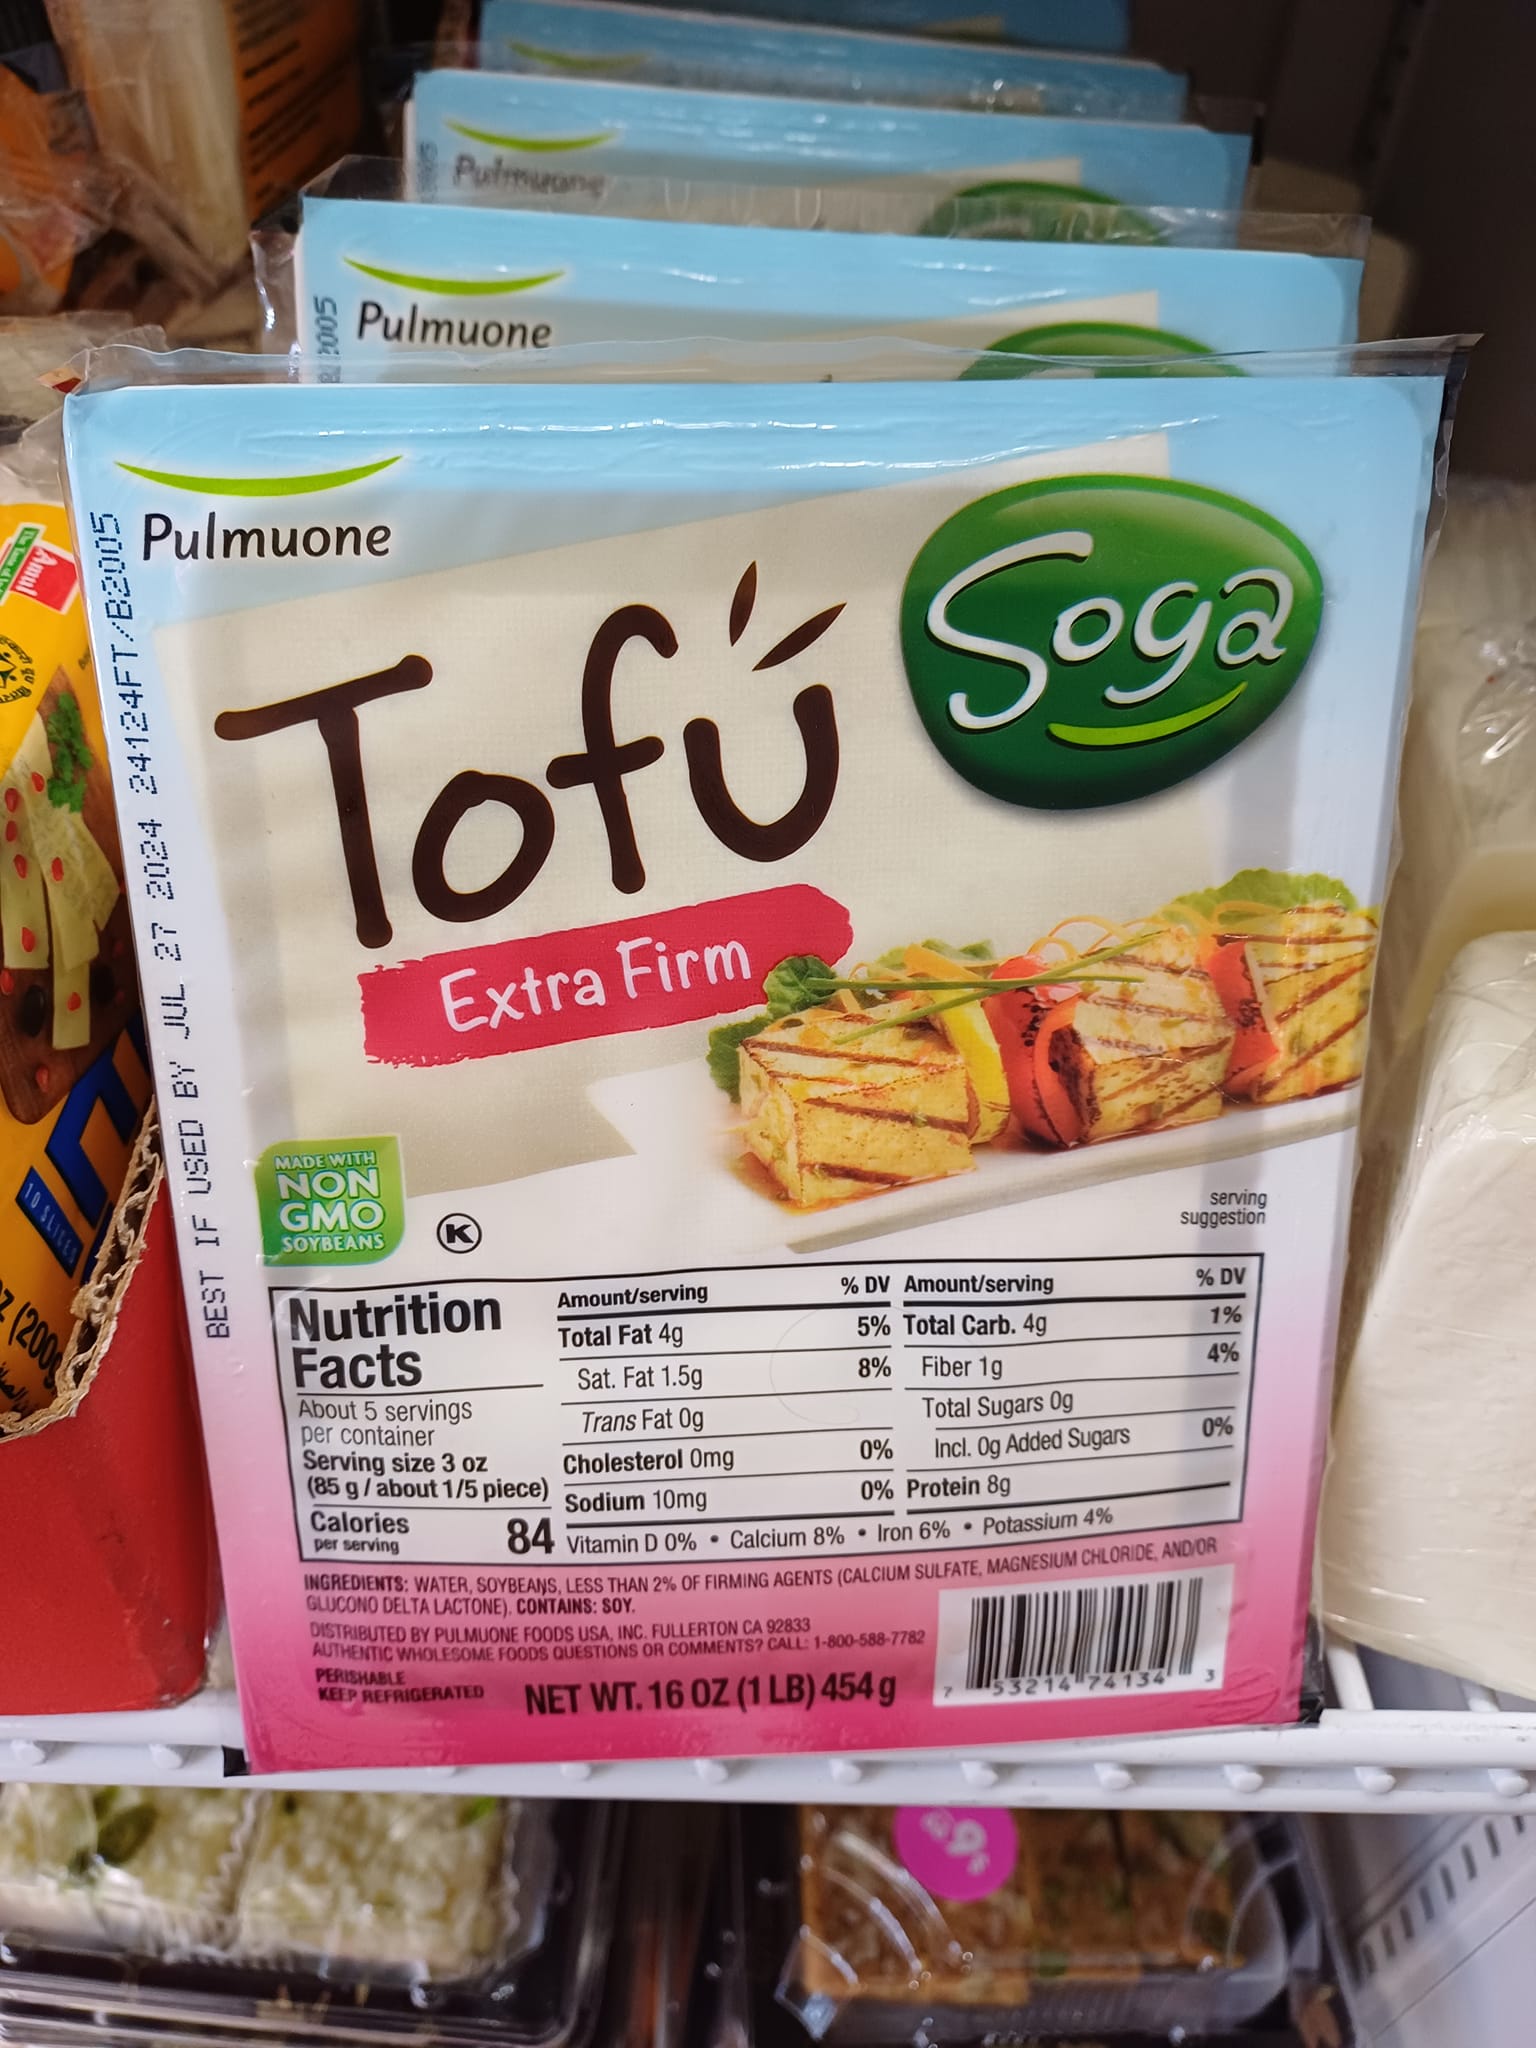 Pulmuone
Pulmuone
B2005
Pulmuone
Soga
Tofu
Extra Firm
BEST IF USED BY JUL 27 2024 24124FT/B2005
MADE WITH
NON
GMO
SOYBEANS
K
serving
suggestion
Nutrition
Facts
About 5 servings
per container
Serving size 3 oz
(85 g / about 1/5 piece)
Calories 84
per serving
Amount/serving % DV
Total Fat 4g 5%
Sat. Fat 1.5g 8%
Trans Fat 0g
Cholesterol 0mg 0%
Sodium 10mg 0%
Amount/serving % DV
Total Carb. 4g 1%
Fiber 1g 4%
Total Sugars 0g
Incl. 0g Added Sugars 0%
Protein 8g
Vitamin D 0% • Calcium 8% • Iron 6% • Potassium 4%
INGREDIENTS: WATER, SOYBEANS, LESS THAN 2% OF FIRMING AGENTS (CALCIUM SULFATE, MAGNESIUM CHLORIDE, AND/OR
GLUCONO DELTA LACTONE). CONTAINS: SOY.
DISTRIBUTED BY PULMUONE FOODS USA, INC. FULLERTON CA 92833
AUTHENTIC WHOLESOME FOODS QUESTIONS OR COMMENTS? CALL: 1-800-588-7782
PERISHABLE
KEEP REFRIGERATED
NET WT. 16 OZ (1 LB) 454 g
7 53214 74134 3
Amul
10 SLICES
(200g